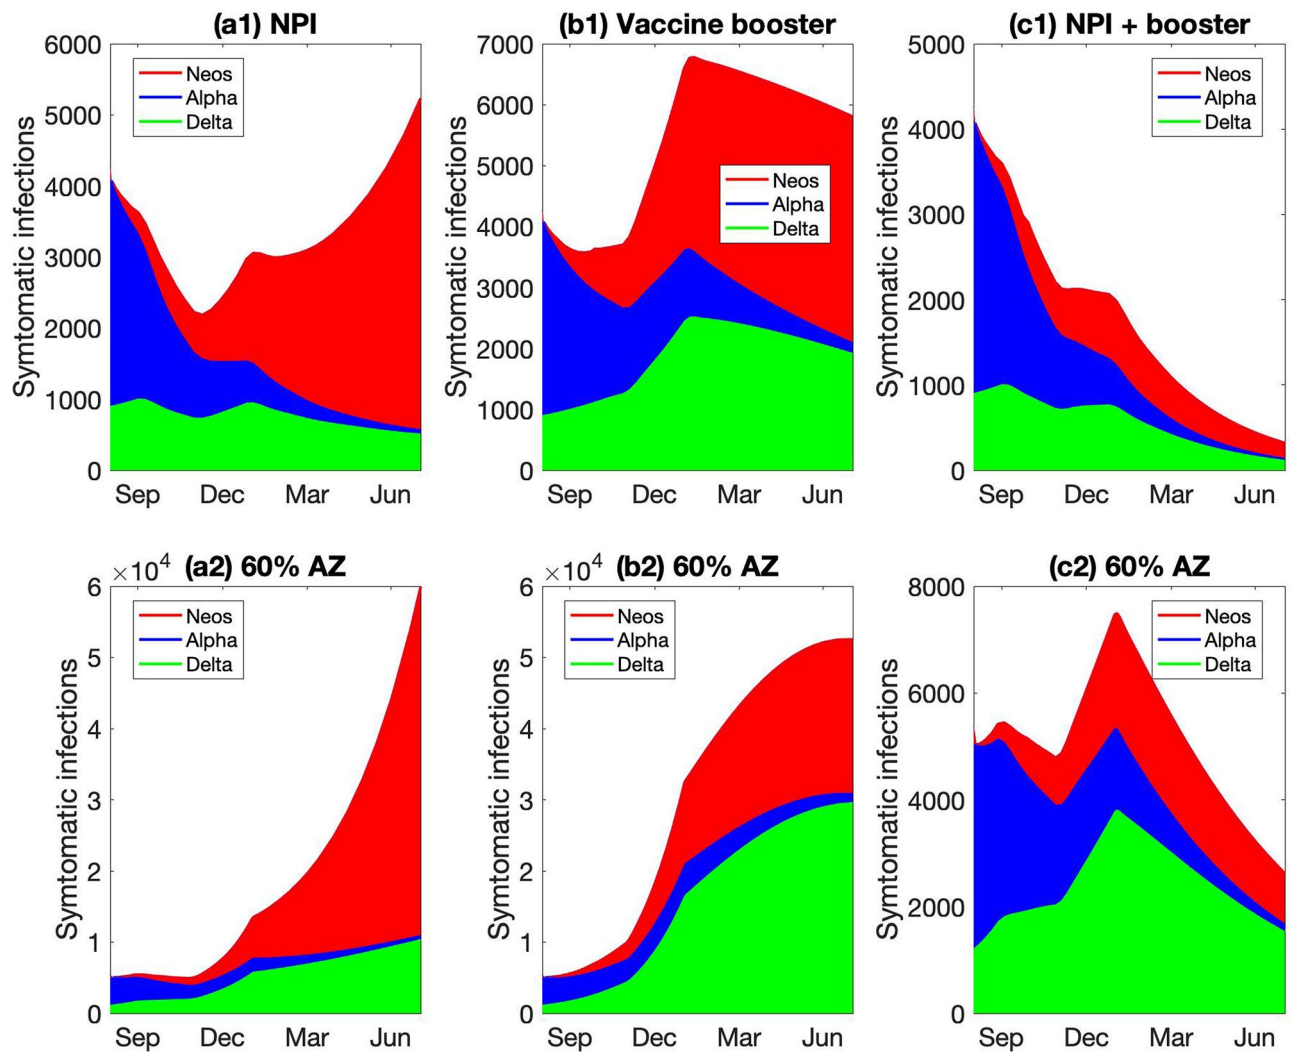 (a1) NPI
(b1) Vaccine booster
(c1) NPI + booster
Symtomatic infections
6000
5000
4000
3000
2000
1000
0
Neos
Alpha
Delta
Sep Dec Mar Jun
Symtomatic infections
7000
6000
5000
4000
3000
2000
1000
0
Neos
Alpha
Delta
Sep Dec Mar Jun
Symtomatic infections
5000
4000
3000
2000
1000
0
Neos
Alpha
Delta
Sep Dec Mar Jun
×10⁴ (a2) 60% AZ
×10⁴ (b2) 60% AZ
(c2) 60% AZ
Symtomatic infections
6
5
4
3
2
1
0
Neos
Alpha
Delta
Sep Dec Mar Jun
Symtomatic infections
6
5
4
3
2
1
0
Neos
Alpha
Delta
Sep Dec Mar Jun
Symtomatic infections
8000
6000
4000
2000
0
Neos
Alpha
Delta
Sep Dec Mar Jun